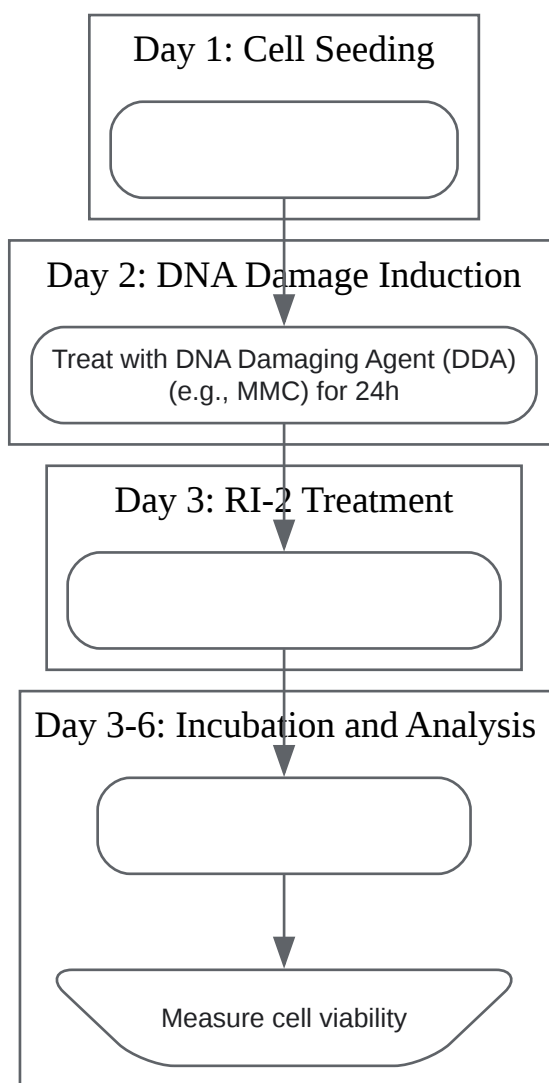 Day 1: Cell Seeding
Day 2: DNA Damage Induction
Treat with DNA Damaging Agent (DDA)
(e.g., MMC) for 24h
Day 3: RI-2 Treatment
Day 3-6: Incubation and Analysis
Measure cell viability